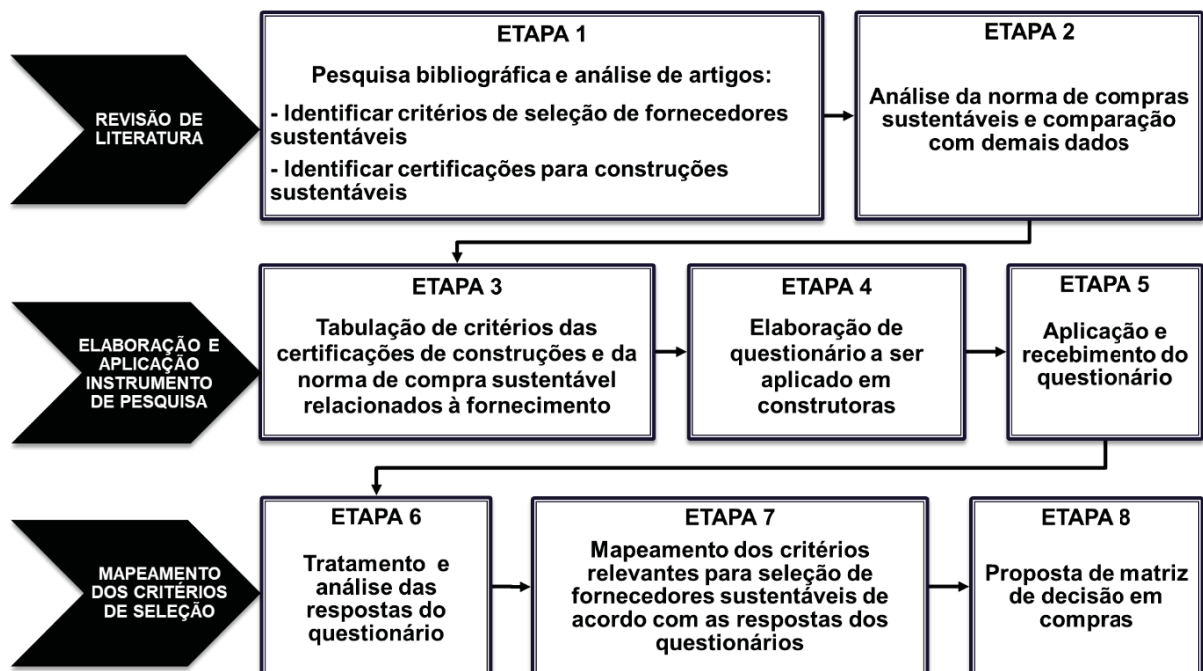 REVISÃO DE
LITERATURA
ETAPA 1
Pesquisa bibliográfica e análise de artigos:
- Identificar critérios de seleção de fornecedores
sustentáveis
- Identificar certificações para construções
sustentáveis
ETAPA 2
Análise da norma de compras
sustentáveis e comparação
com demais dados
ELABORAÇÃO E
APLICAÇÃO
INSTRUMENTO
DE PESQUISA
ETAPA 3
Tabulação de critérios das
certificações de construções e da
norma de compra sustentável
relacionados à fornecimento
ETAPA 4
Elaboração de
questionário a ser
aplicado em
construtoras
ETAPA 5
Aplicação e
recebimento do
questionário
MAPEAMENTO
DOS CRITÉRIOS
DE SELEÇÃO
ETAPA 6
Tratamento e
análise das
respostas do
questionário
ETAPA 7
Mapeamento dos critérios
relevantes para seleção de
fornecedores sustentáveis de
acordo com as respostas dos
questionários
ETAPA 8
Proposta de matriz
de decisão em
compras